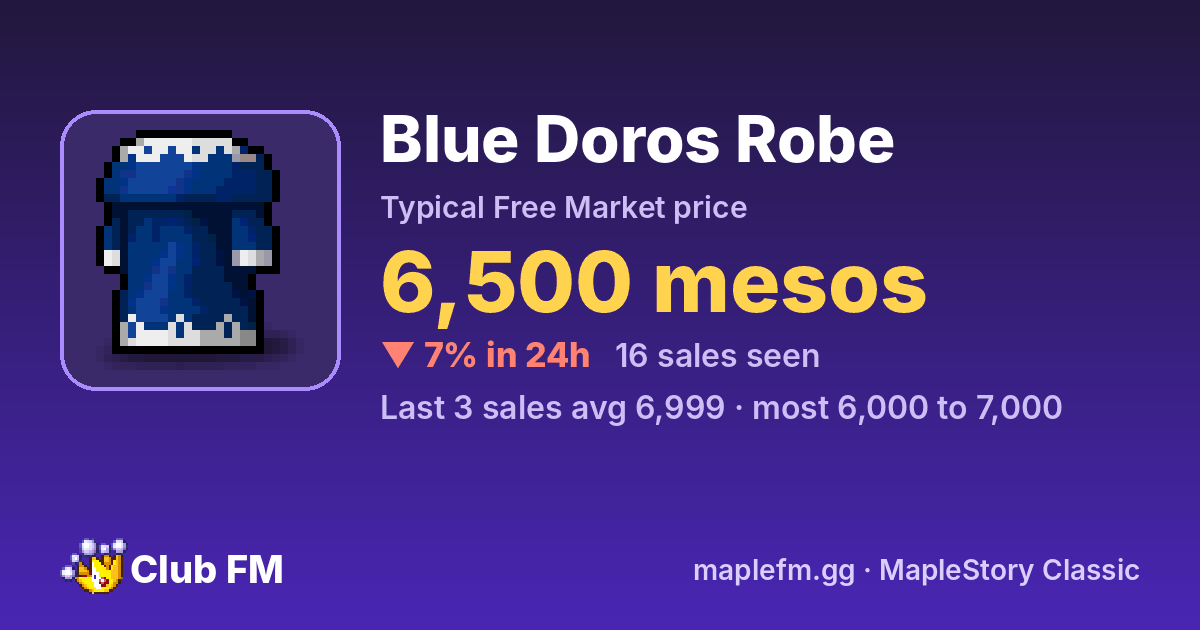 Blue Doros Robe
Typical Free Market price
6,500 mesos
▼ 7% in 24h 16 sales seen
Last 3 sales avg 6,999 · most 6,000 to 7,000
Club FM
maplefm.gg · MapleStory Classic